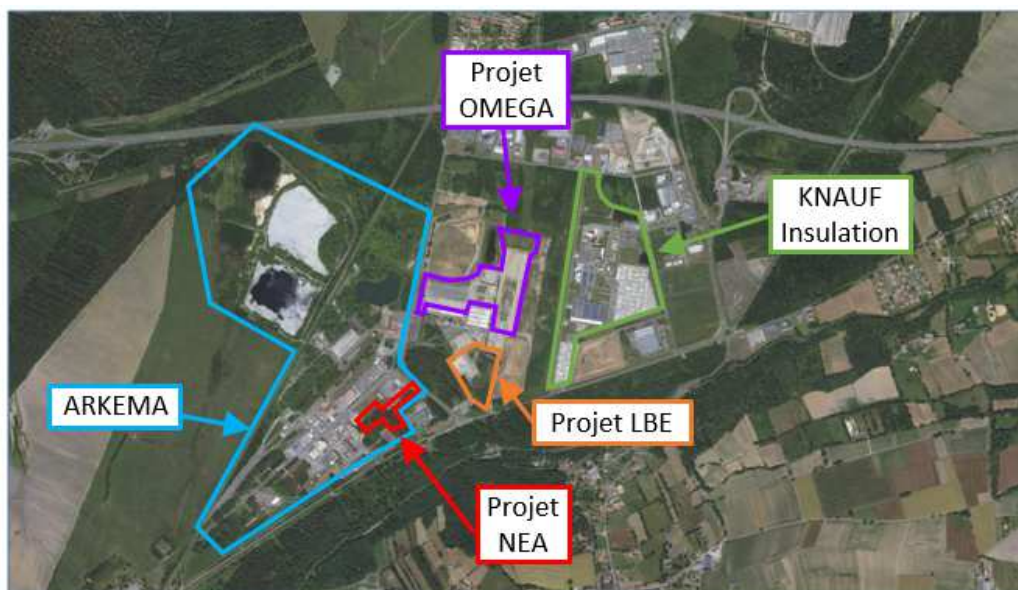 Projet
OMEGA
KNAUF
Insulation
ARKEMA
Projet LBE
Projet
NEA